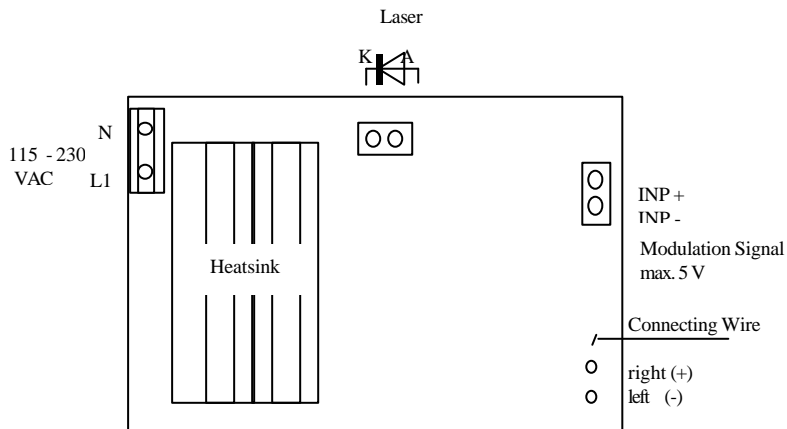 Laser
K A
N
115 - 230
VAC
L1
INP +
INP -
Modulation Signal
max. 5 V
Heatsink
Connecting Wire
right (+)
left (-)